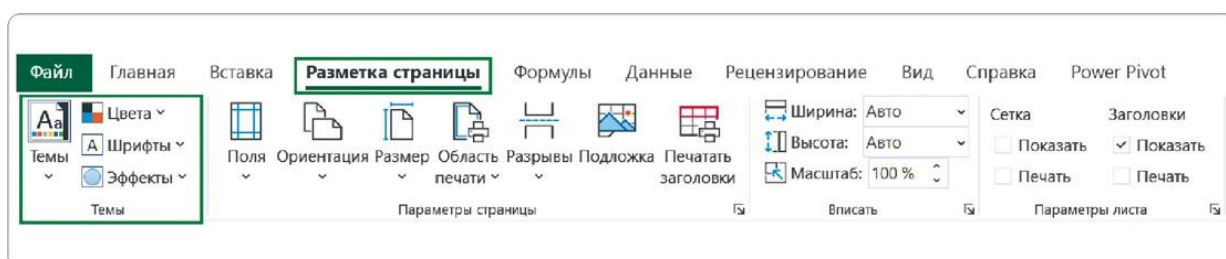 Файл Главная Вставка Разметка страницы Формулы Данные Рецензирование Вид Справка Power Pivot
Aa Цвета Ширина: Авто Сетка Заголовки
A Шрифты Высота: Авто Показать Показать
Темы Поля Ориентация Размер Область Разрывы Подложка Печатать
Эффекты печати заголовки Масштаб: 100 % Печать Печать
Темы Параметры страницы Вписать Параметры листа